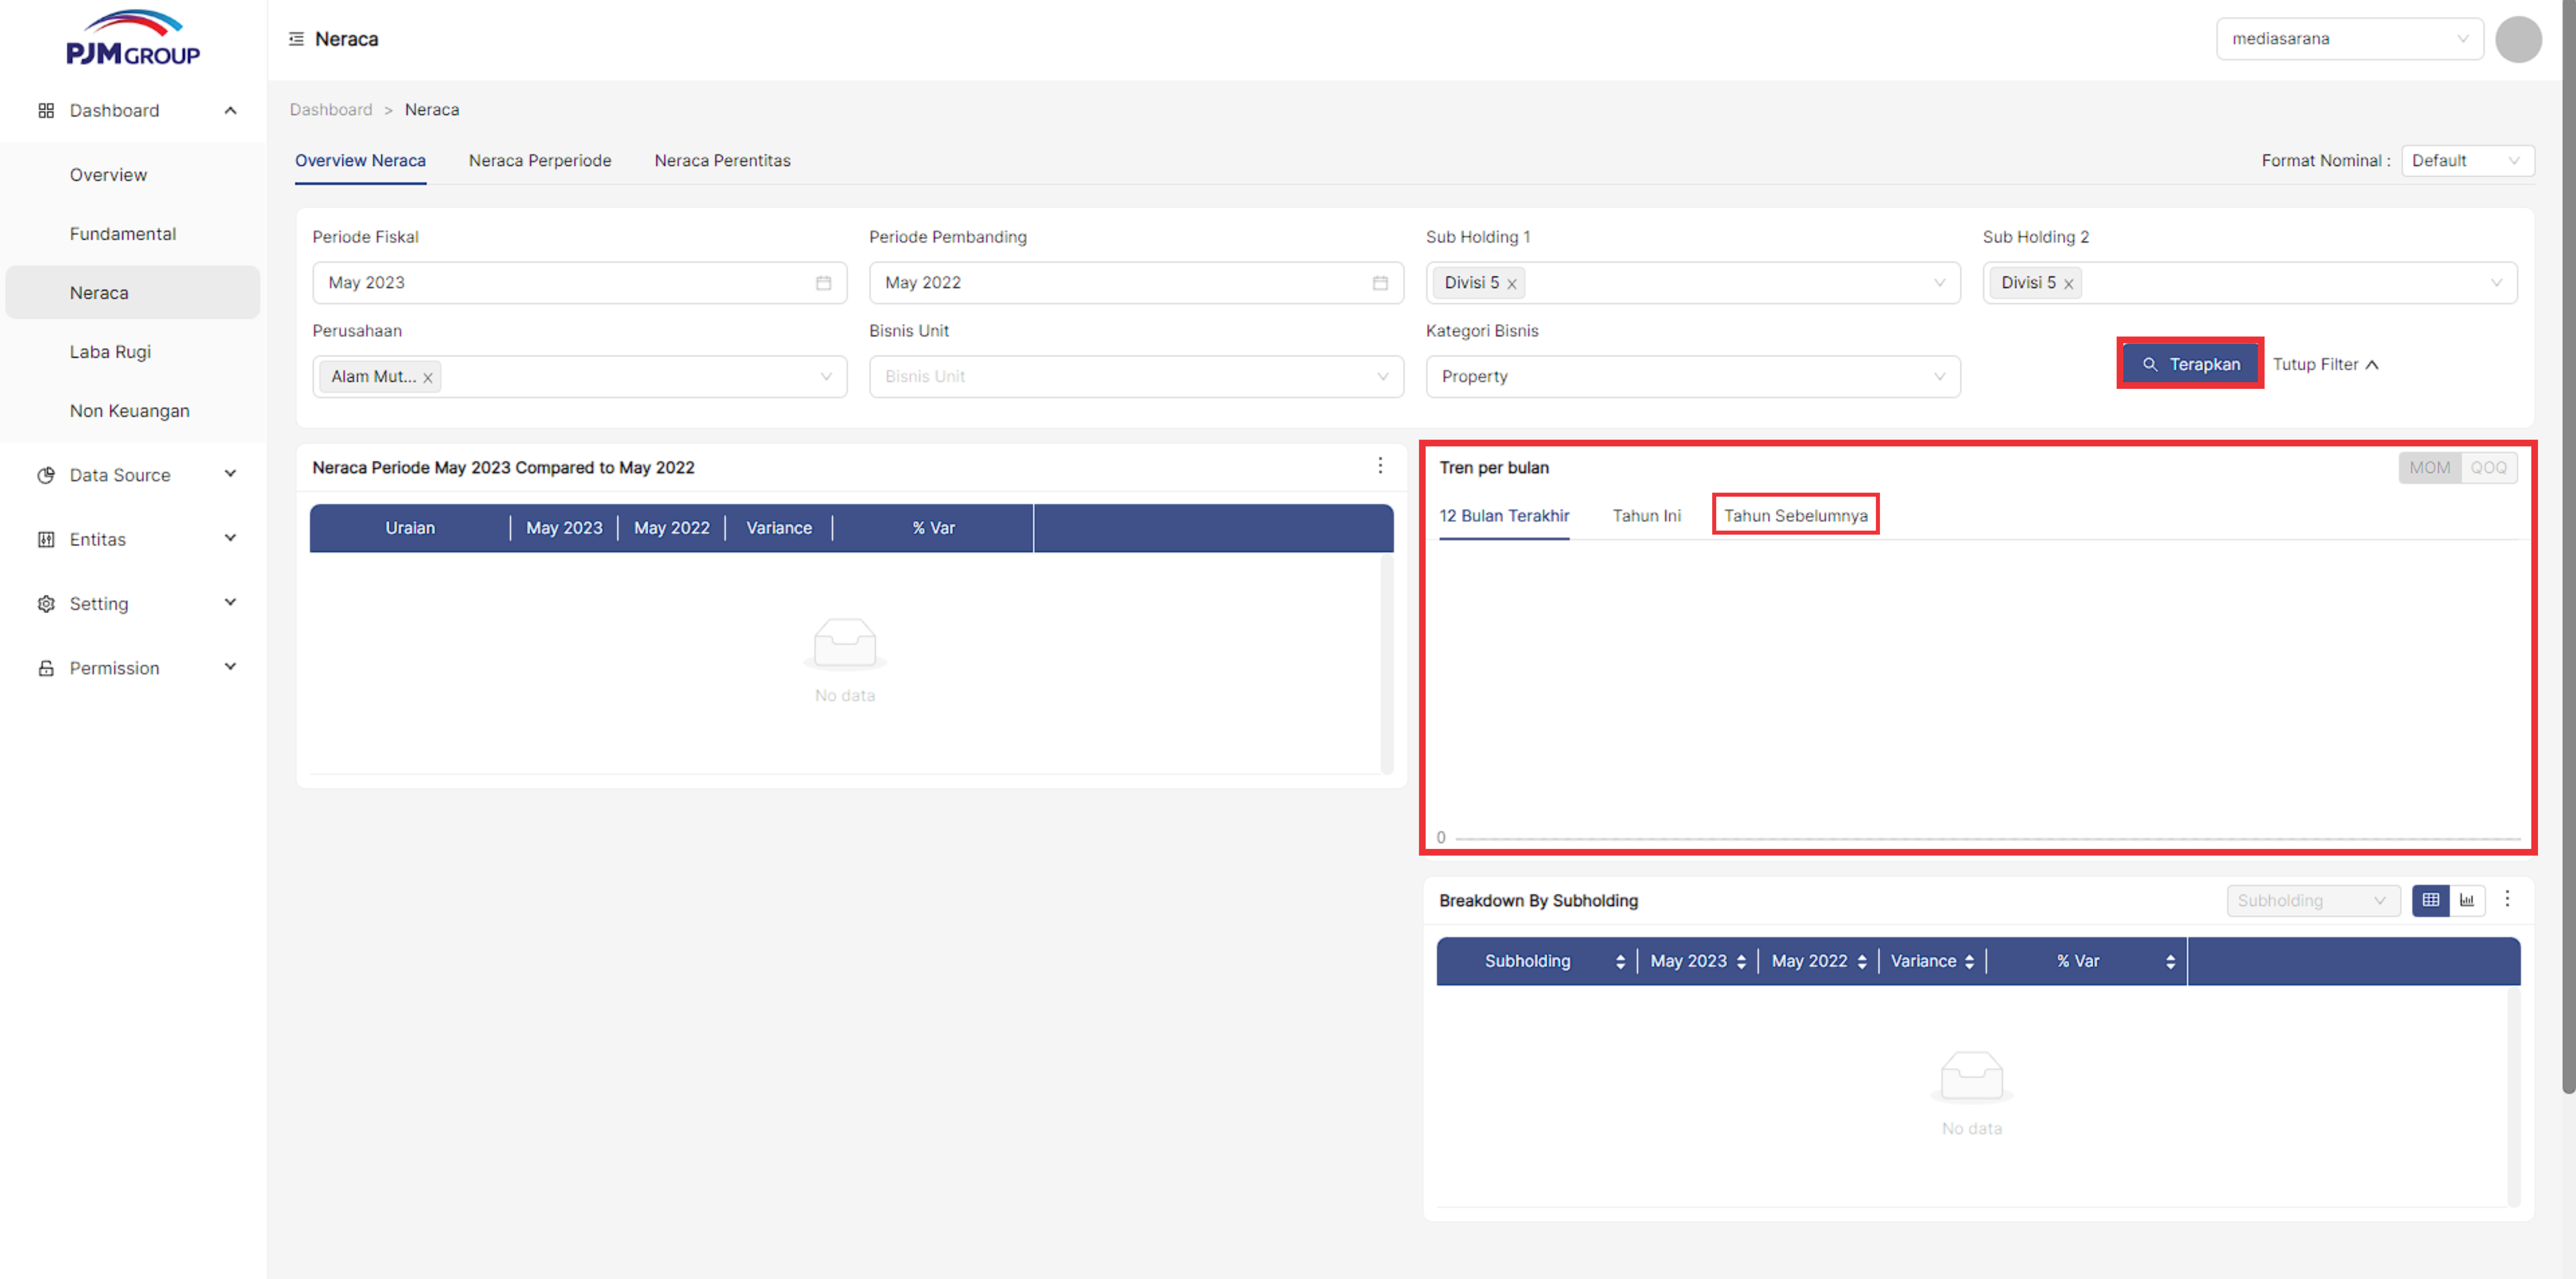 PJM GROUP
Neraca
mediasarana
Dashboard
Overview
Fundamental
Neraca
Laba Rugi
Non Keuangan
Data Source
Entitas
Setting
Permission
Dashboard > Neraca
Overview Neraca Neraca Perperiode Neraca Perentitas
Format Nominal : Default
Periode Fiskal Periode Pembanding Sub Holding 1 Sub Holding 2
May 2023 May 2022 Divisi 5 Divisi 5
Perusahaan Bisnis Unit Kategori Bisnis
Alam Mut... Bisnis Unit Property
Terapkan Tutup Filter
Neraca Periode May 2023 Compared to May 2022
Uraian May 2023 May 2022 Variance % Var
No data
Tren per bulan
MOM QOQ
12 Bulan Terakhir Tahun Ini Tahun Sebelumnya
0
Breakdown By Subholding
Subholding
Subholding May 2023 May 2022 Variance % Var
No data